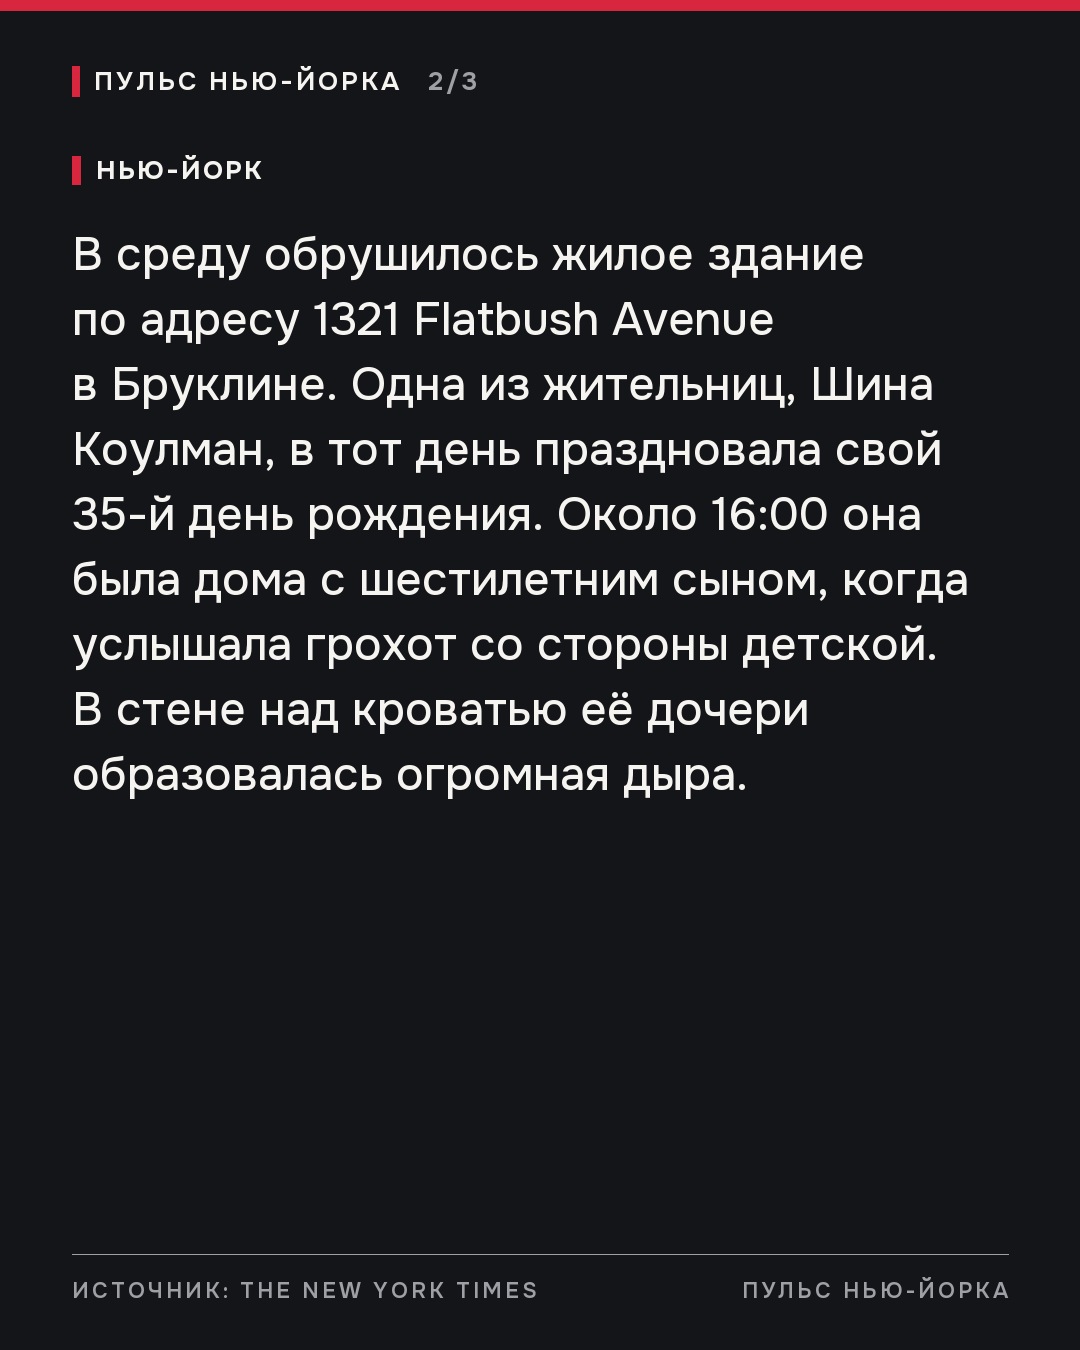 ПУЛЬС НЬЮ-ЙОРКА 2/3
НЬЮ-ЙОРК
В среду обрушилось жилое здание
по адресу 1321 Flatbush Avenue
в Бруклине. Одна из жительниц, Шина
Коулман, в тот день праздновала свой
35-й день рождения. Около 16:00 она
была дома с шестилетним сыном, когда
услышала грохот со стороны детской.
В стене над кроватью её дочери
образовалась огромная дыра.
ИСТОЧНИК: THE NEW YORK TIMES
ПУЛЬС НЬЮ-ЙОРКА